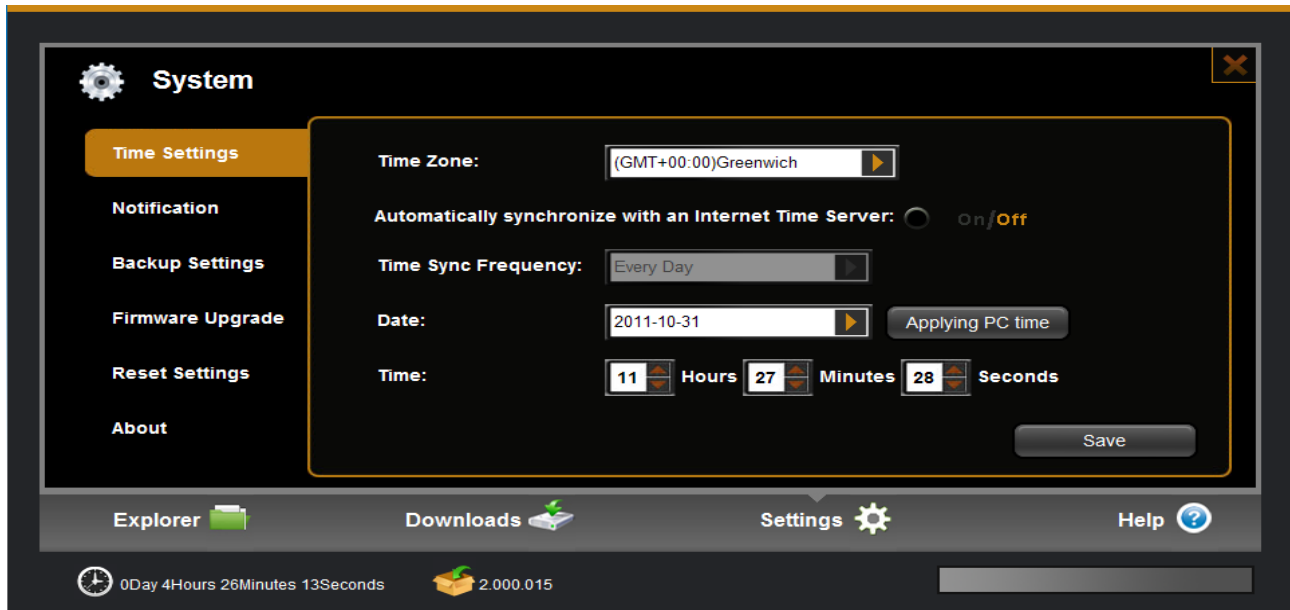 System
Time Settings
Notification
Backup Settings
Firmware Upgrade
Reset Settings
About
Time Zone: (GMT+00:00)Greenwich
Automatically synchronize with an Internet Time Server: On/Off
Time Sync Frequency: Every Day
Date: 2011-10-31 Applying PC time
Time: 11 Hours 27 Minutes 28 Seconds
Save
Explorer Downloads Settings Help ?
0Day 4Hours 26Minutes 13Seconds 2.000.015